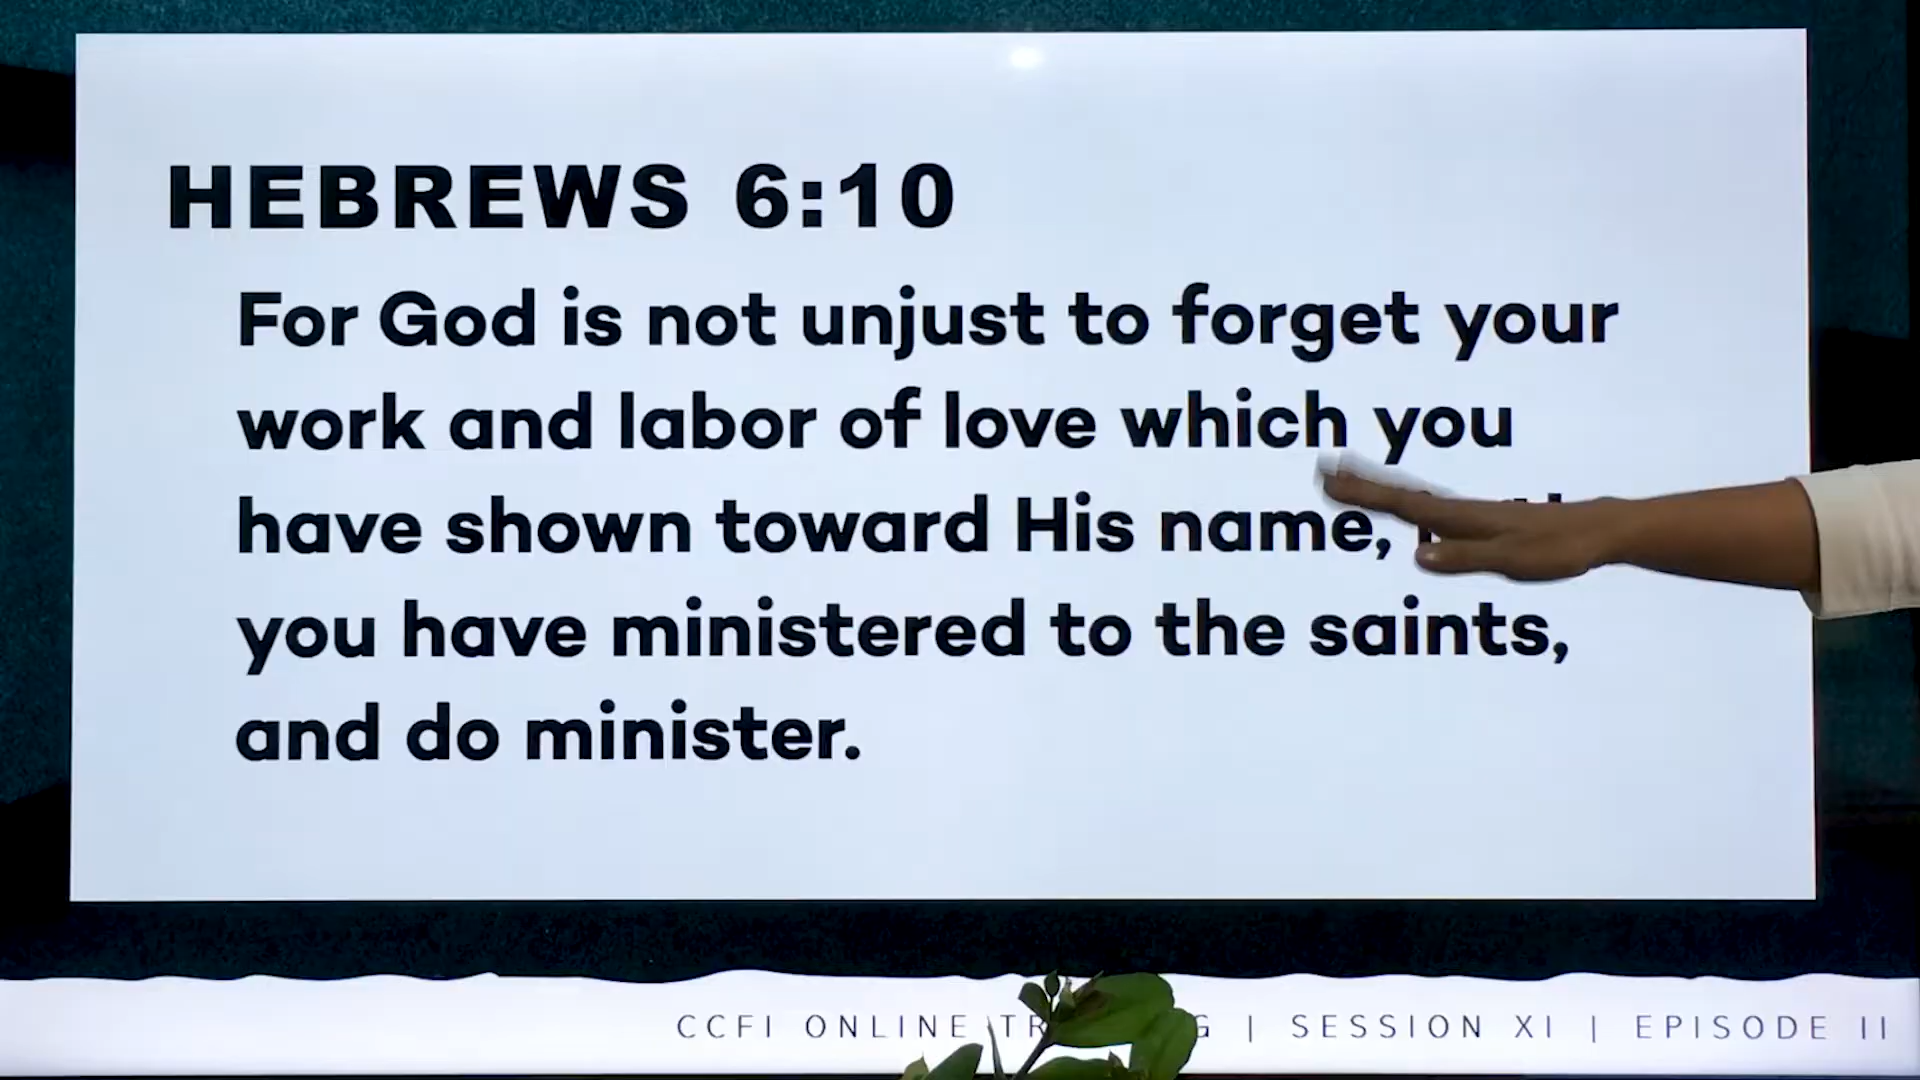 HEBREWS 6:10
For God is not unjust to forget your
work and labor of love which you
have shown toward His name,
you have ministered to the saints,
and do minister.
CCFI ONLINE | SESSION XI | EPISODE II